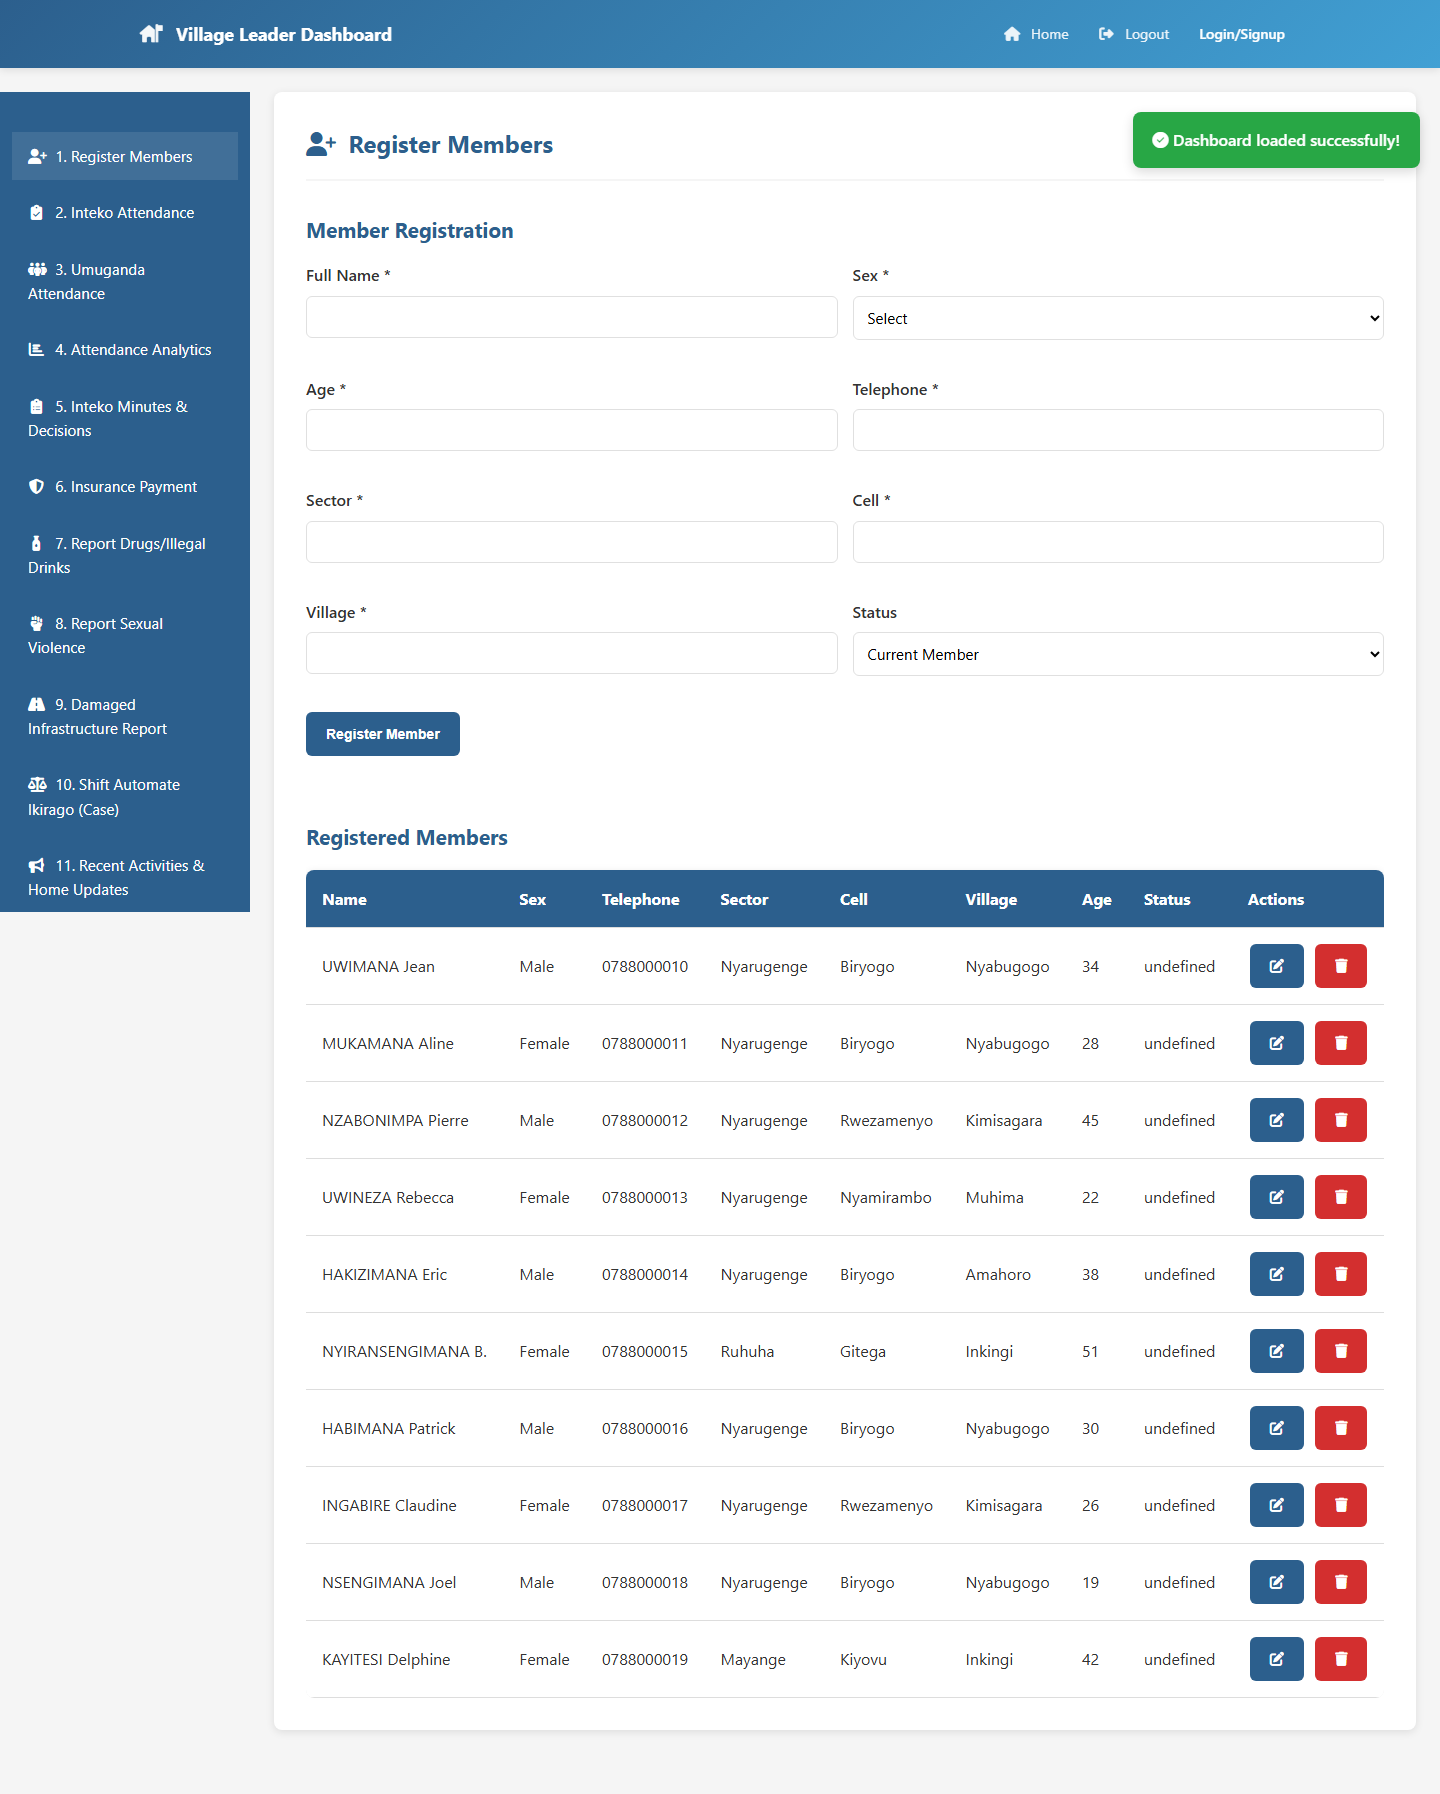 Village Leader Dashboard
Home
Logout
Login/Signup
1. Register Members
2. Inteko Attendance
3. Umuganda
Attendance
4. Attendance Analytics
5. Inteko Minutes &
Decisions
6. Insurance Payment
7. Report Drugs/Illegal
Drinks
8. Report Sexual
Violence
9. Damaged
Infrastructure Report
10. Shift Automate
Ikirago (Case)
11. Recent Activities &
Home Updates
Register Members
Dashboard loaded successfully!
Member Registration
Full Name * Sex *
Select
Age * Telephone *
Sector * Cell *
Village * Status
Current Member
Register Member
Registered Members
Name Sex Telephone Sector Cell Village Age Status Actions
UWIMANA Jean Male 0788000010 Nyarugenge Biryogo Nyabugogo 34 undefined
MUKAMANA Aline Female 0788000011 Nyarugenge Biryogo Nyabugogo 28 undefined
NZABONIMPA Pierre Male 0788000012 Nyarugenge Rwezamenyo Kimisagara 45 undefined
UWINEZA Rebecca Female 0788000013 Nyarugenge Nyamirambo Muhima 22 undefined
HAKIZIMANA Eric Male 0788000014 Nyarugenge Biryogo Amahoro 38 undefined
NYIRANSENGIMANA B. Female 0788000015 Ruhuha Gitega Inkingi 51 undefined
HABIMANA Patrick Male 0788000016 Nyarugenge Biryogo Nyabugogo 30 undefined
INGABIRE Claudine Female 0788000017 Nyarugenge Rwezamenyo Kimisagara 26 undefined
NSENGIMANA Joel Male 0788000018 Nyarugenge Biryogo Nyabugogo 19 undefined
KAYITESI Delphine Female 0788000019 Mayange Kiyovu Inkingi 42 undefined